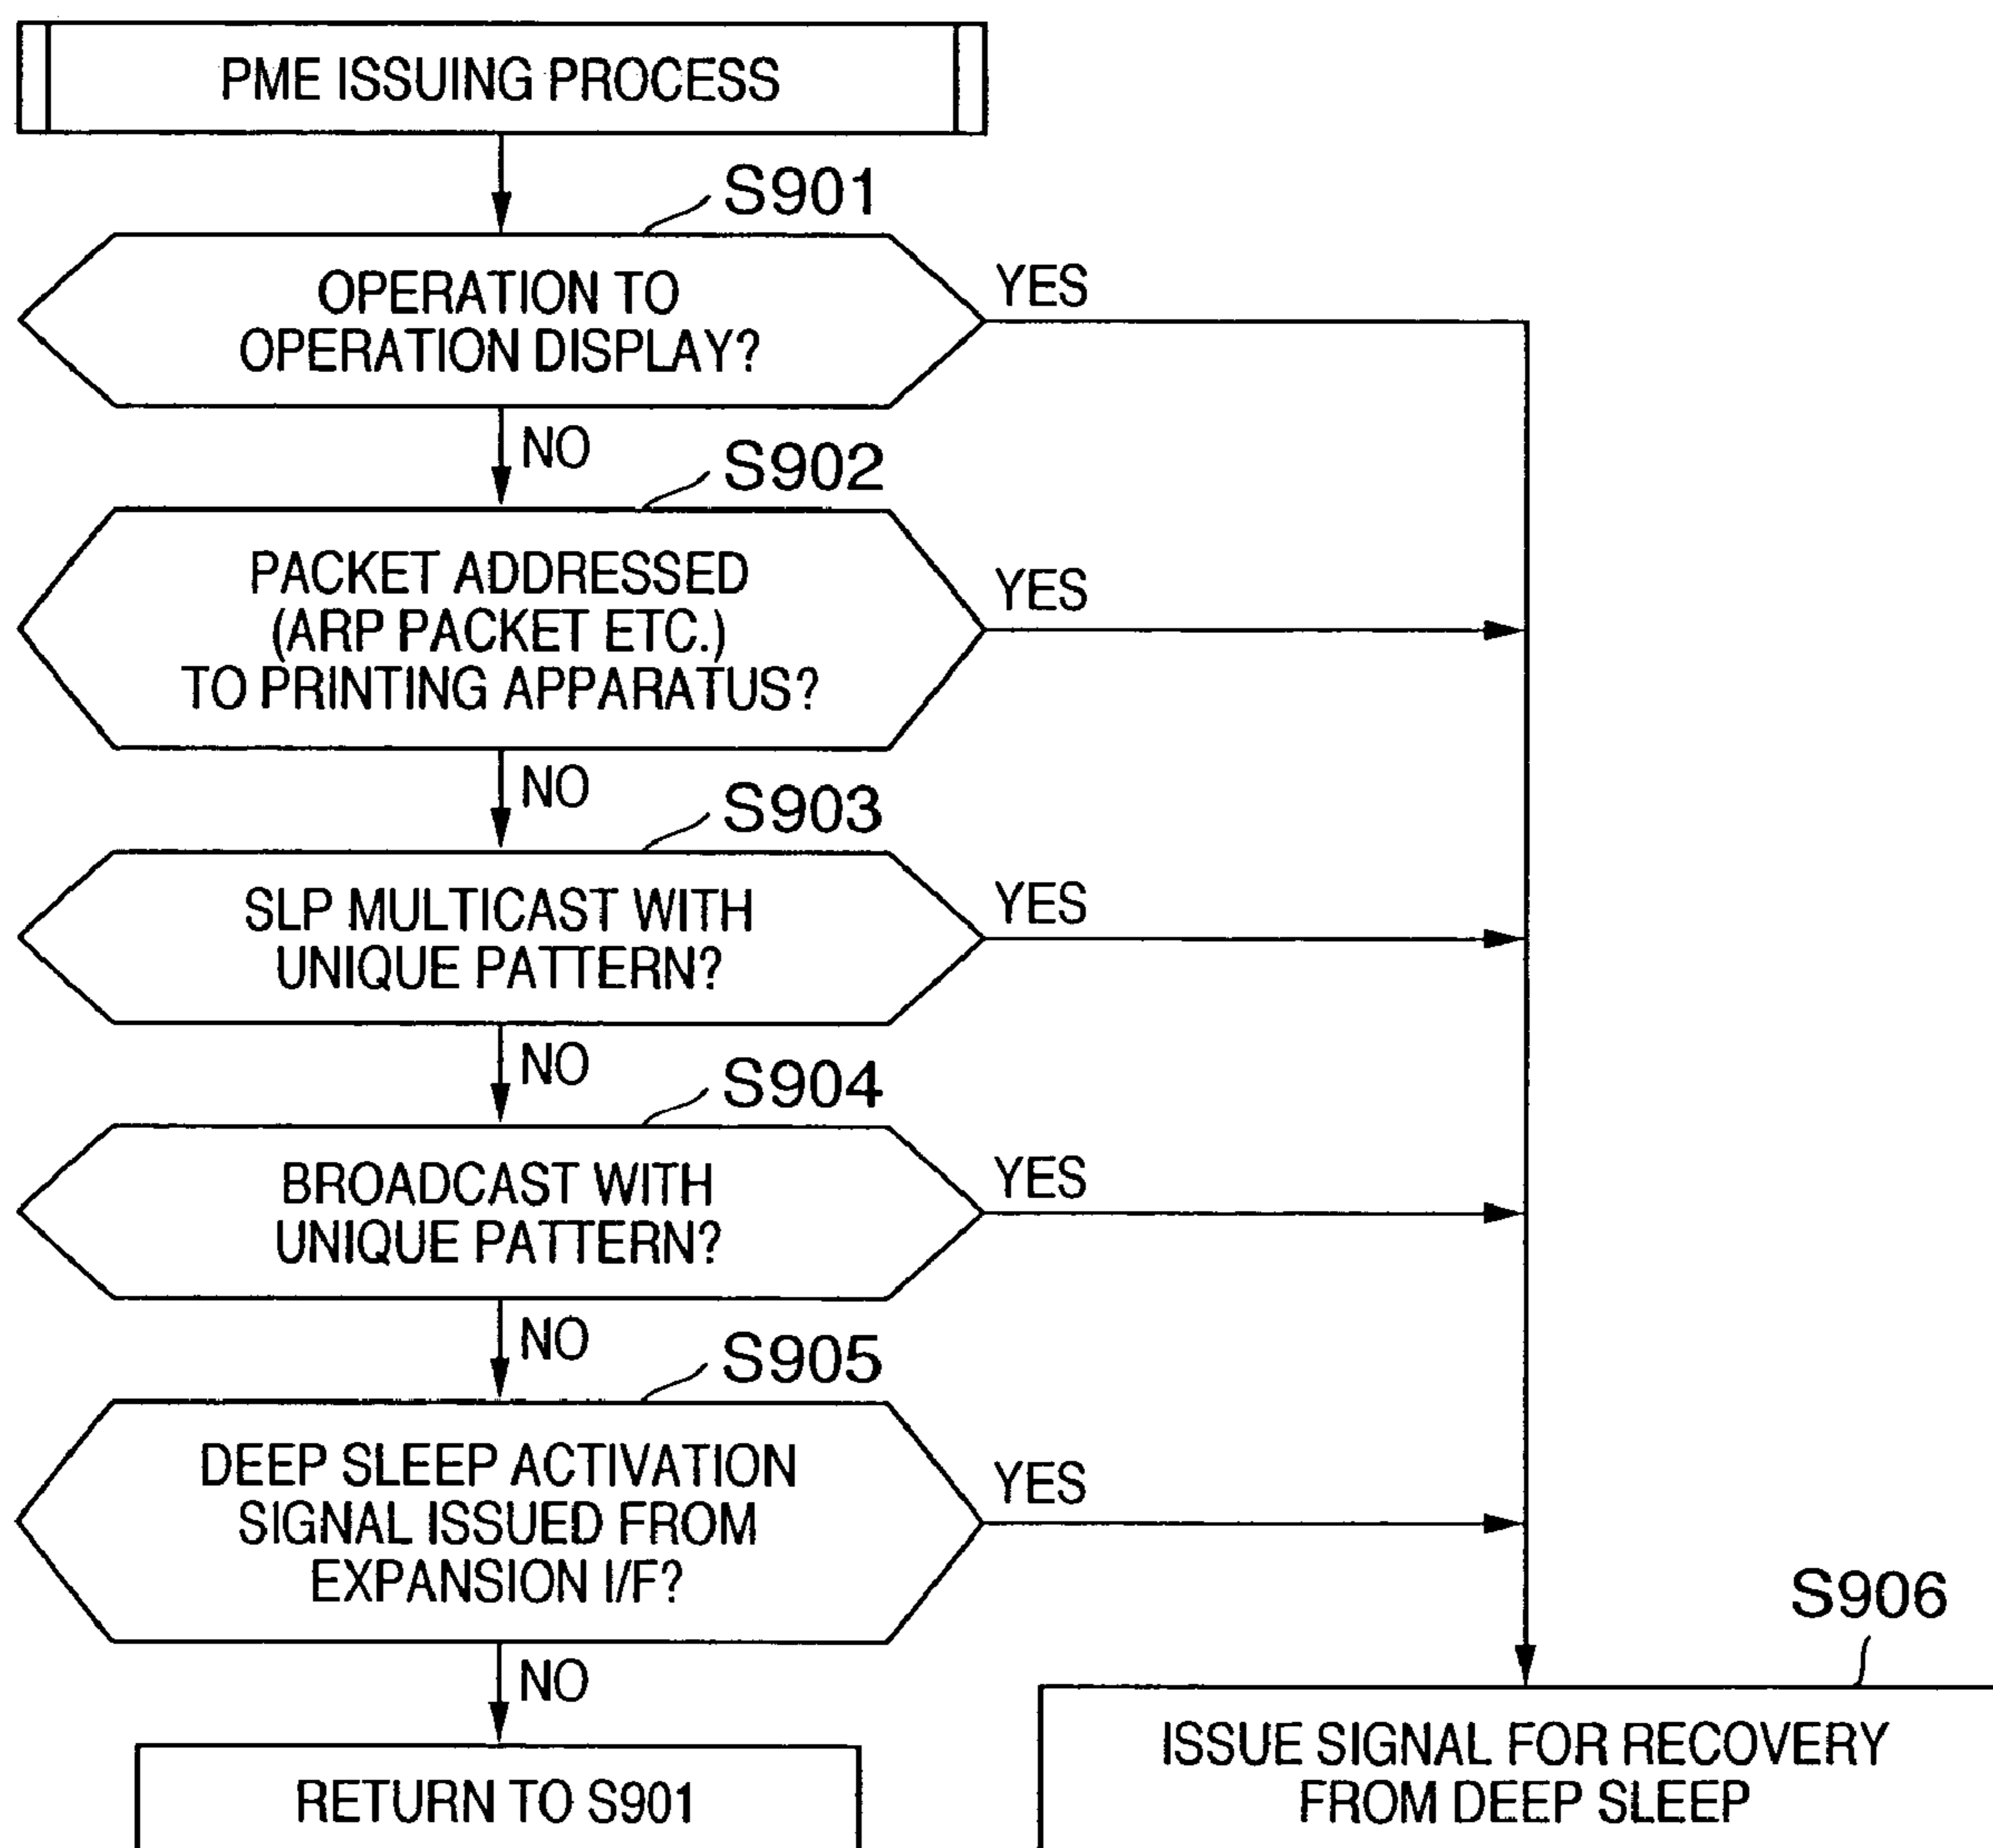 PME ISSUING PROCESS
S901
OPERATION TO
OPERATION DISPLAY?
YES
NO
S902
PACKET ADDRESSED
(ARP PACKET ETC.)
TO PRINTING APPARATUS?
YES
NO
S903
SLP MULTICAST WITH
UNIQUE PATTERN?
YES
NO
S904
BROADCAST WITH
UNIQUE PATTERN?
YES
NO
S905
DEEP SLEEP ACTIVATION
SIGNAL ISSUED FROM
EXPANSION I/F?
YES
NO
RETURN TO S901
S906
ISSUE SIGNAL FOR RECOVERY
FROM DEEP SLEEP